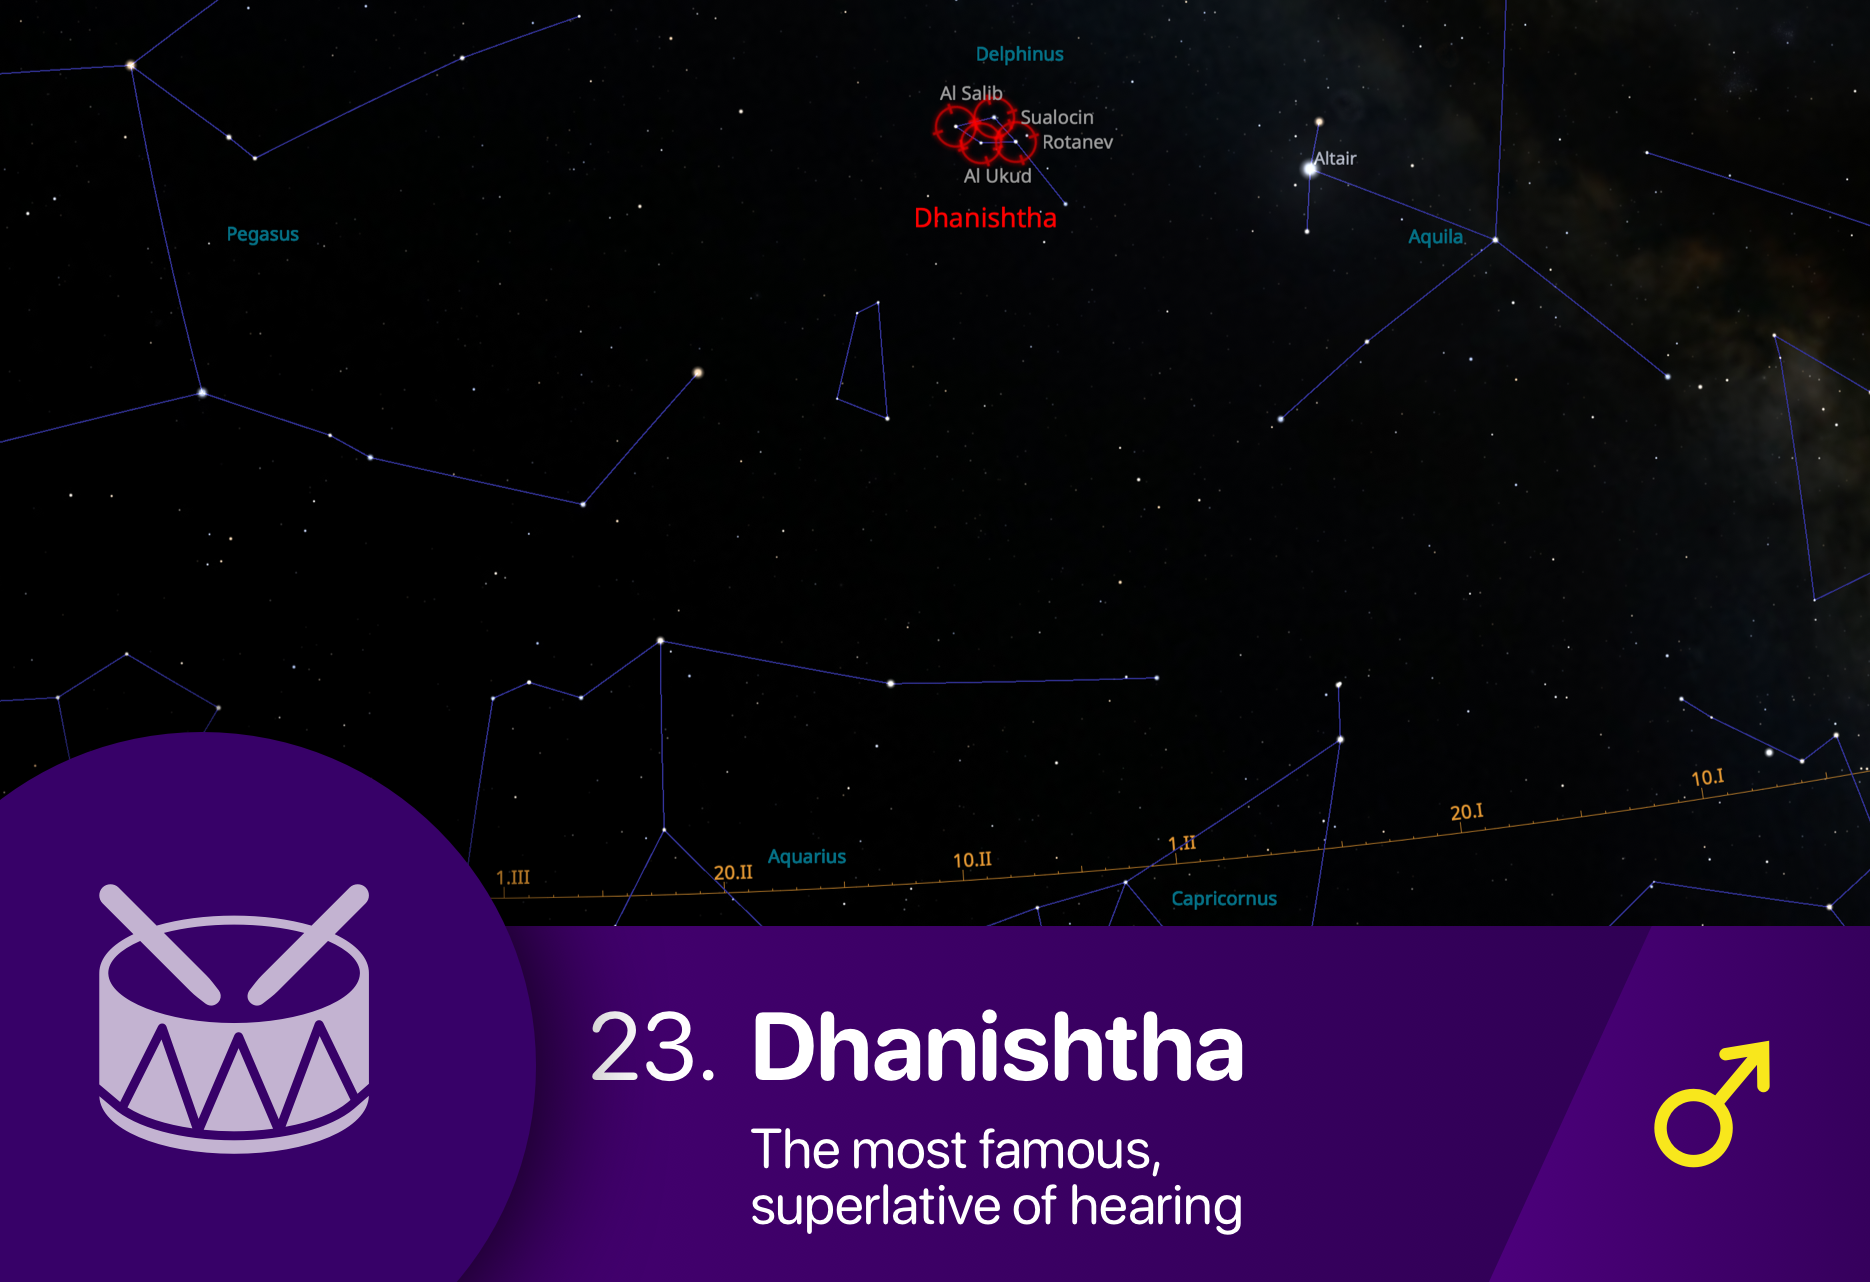 Delphinus
Al Salib
Sualocin
Rotanev
Altair
Al Ukud
Dhanishtha
Pegasus
Aquila
10.I
20.I
1.II
10.II
20.II
1.III
Aquarius
Capricornus
23. Dhanishtha
The most famous,
superlative of hearing